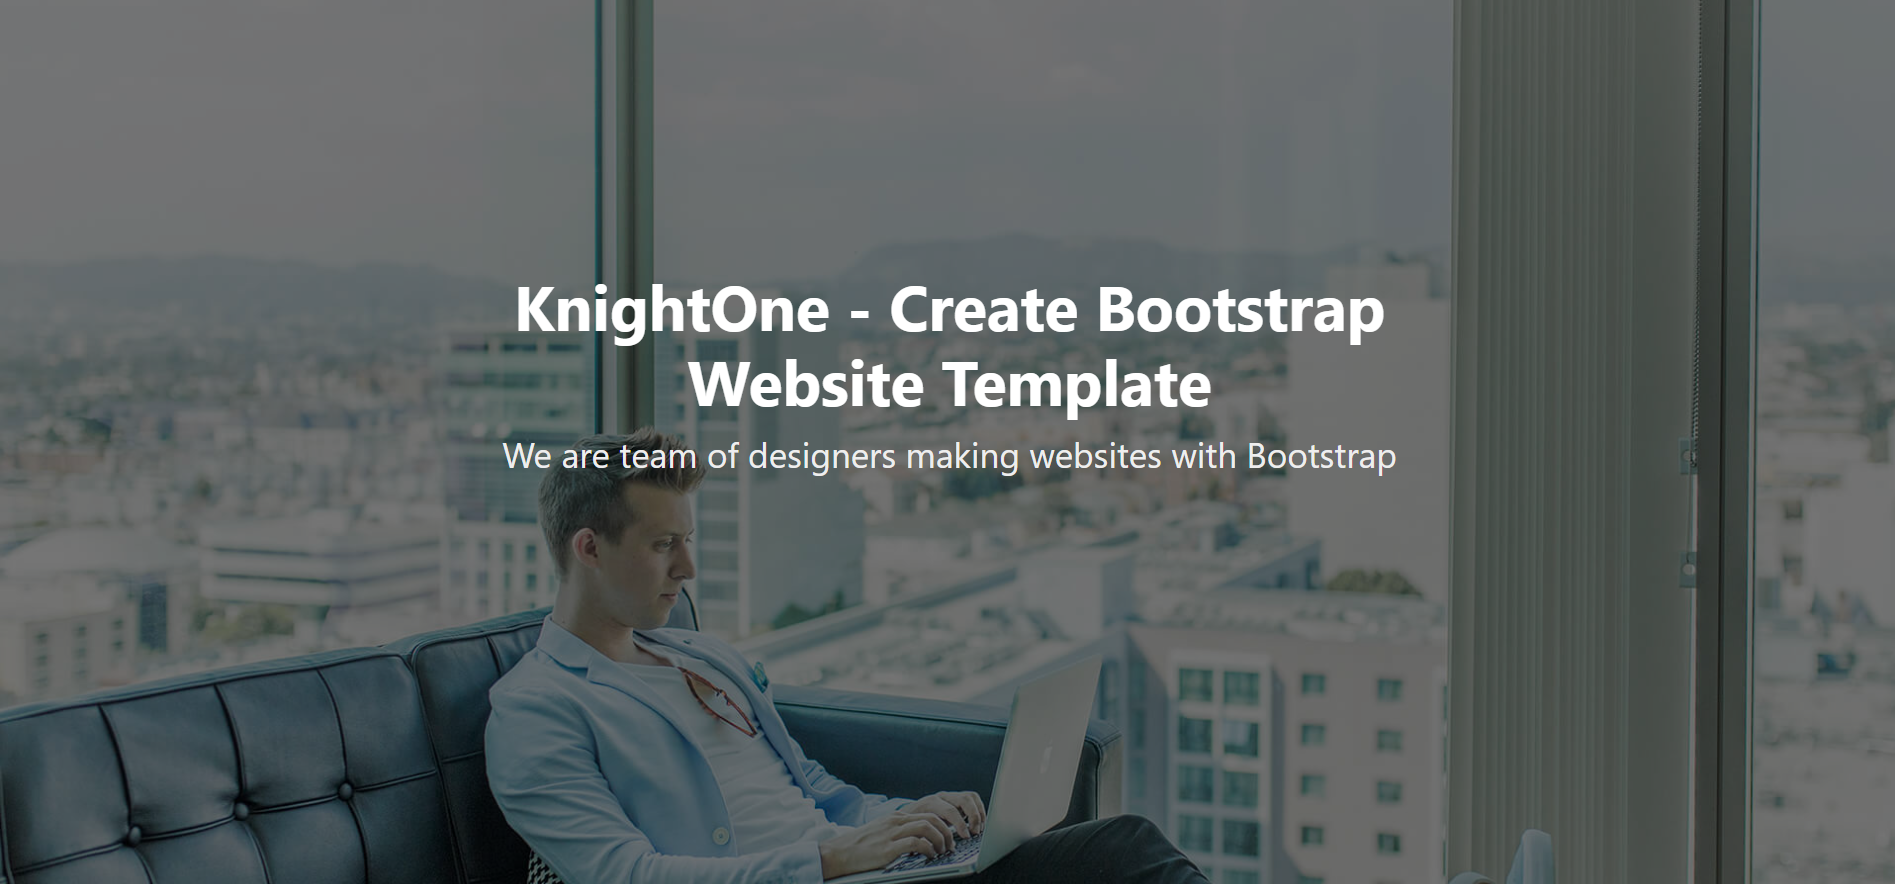 KnightOne - Create Bootstrap
Website Template
We are team of designers making websites with Bootstrap